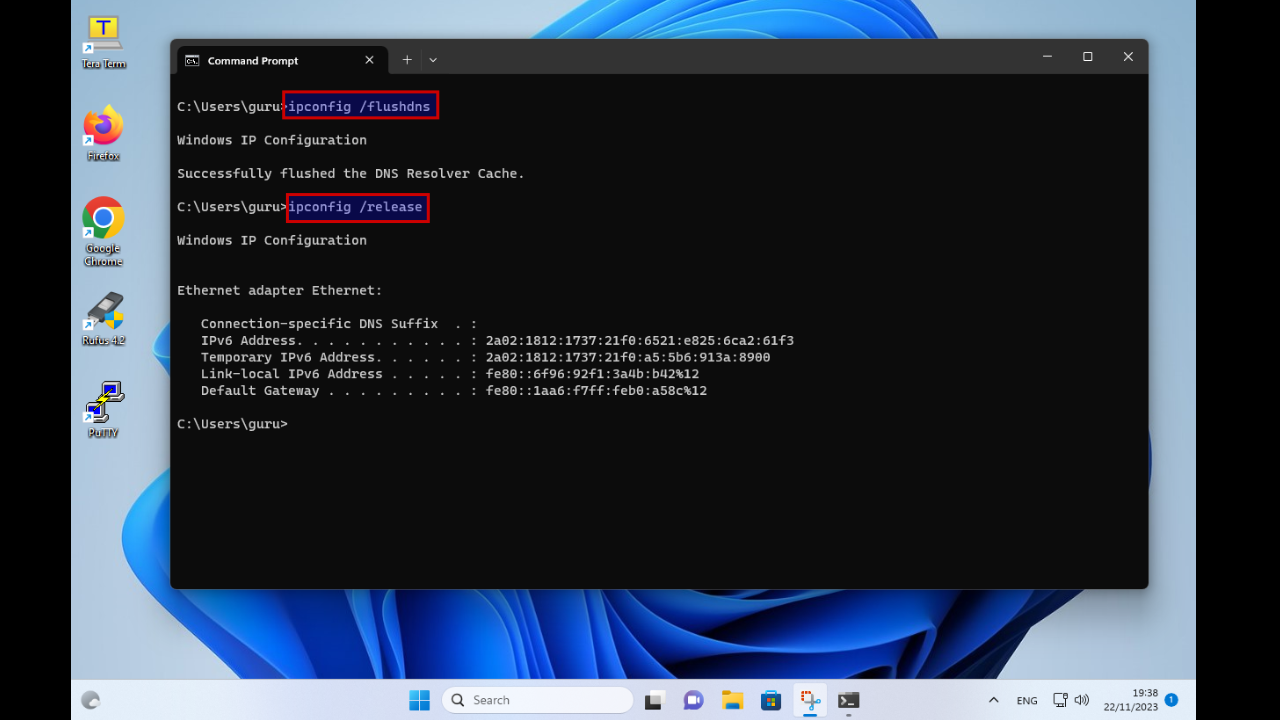 Tera Term
Firefox
Google
Chrome
Rufus 4.2
PuTTY
Command Prompt
C:\Users\guru>ipconfig /flushdns
Windows IP Configuration
Successfully flushed the DNS Resolver Cache.
C:\Users\guru>ipconfig /release
Windows IP Configuration
Ethernet adapter Ethernet:
Connection-specific DNS Suffix  . :
IPv6 Address. . . . . . . . . . . : 2a02:1812:1737:21f0:6521:e825:6ca2:61f3
Temporary IPv6 Address. . . . . . : 2a02:1812:1737:21f0:a5:5b6:913a:8900
Link-local IPv6 Address . . . . . : fe80::6f96:92f1:3a4b:b42%12
Default Gateway . . . . . . . . . : fe80::1aa6:f7ff:feb0:a58c%12
C:\Users\guru>
Search
ENG
19:38
22/11/2023
1